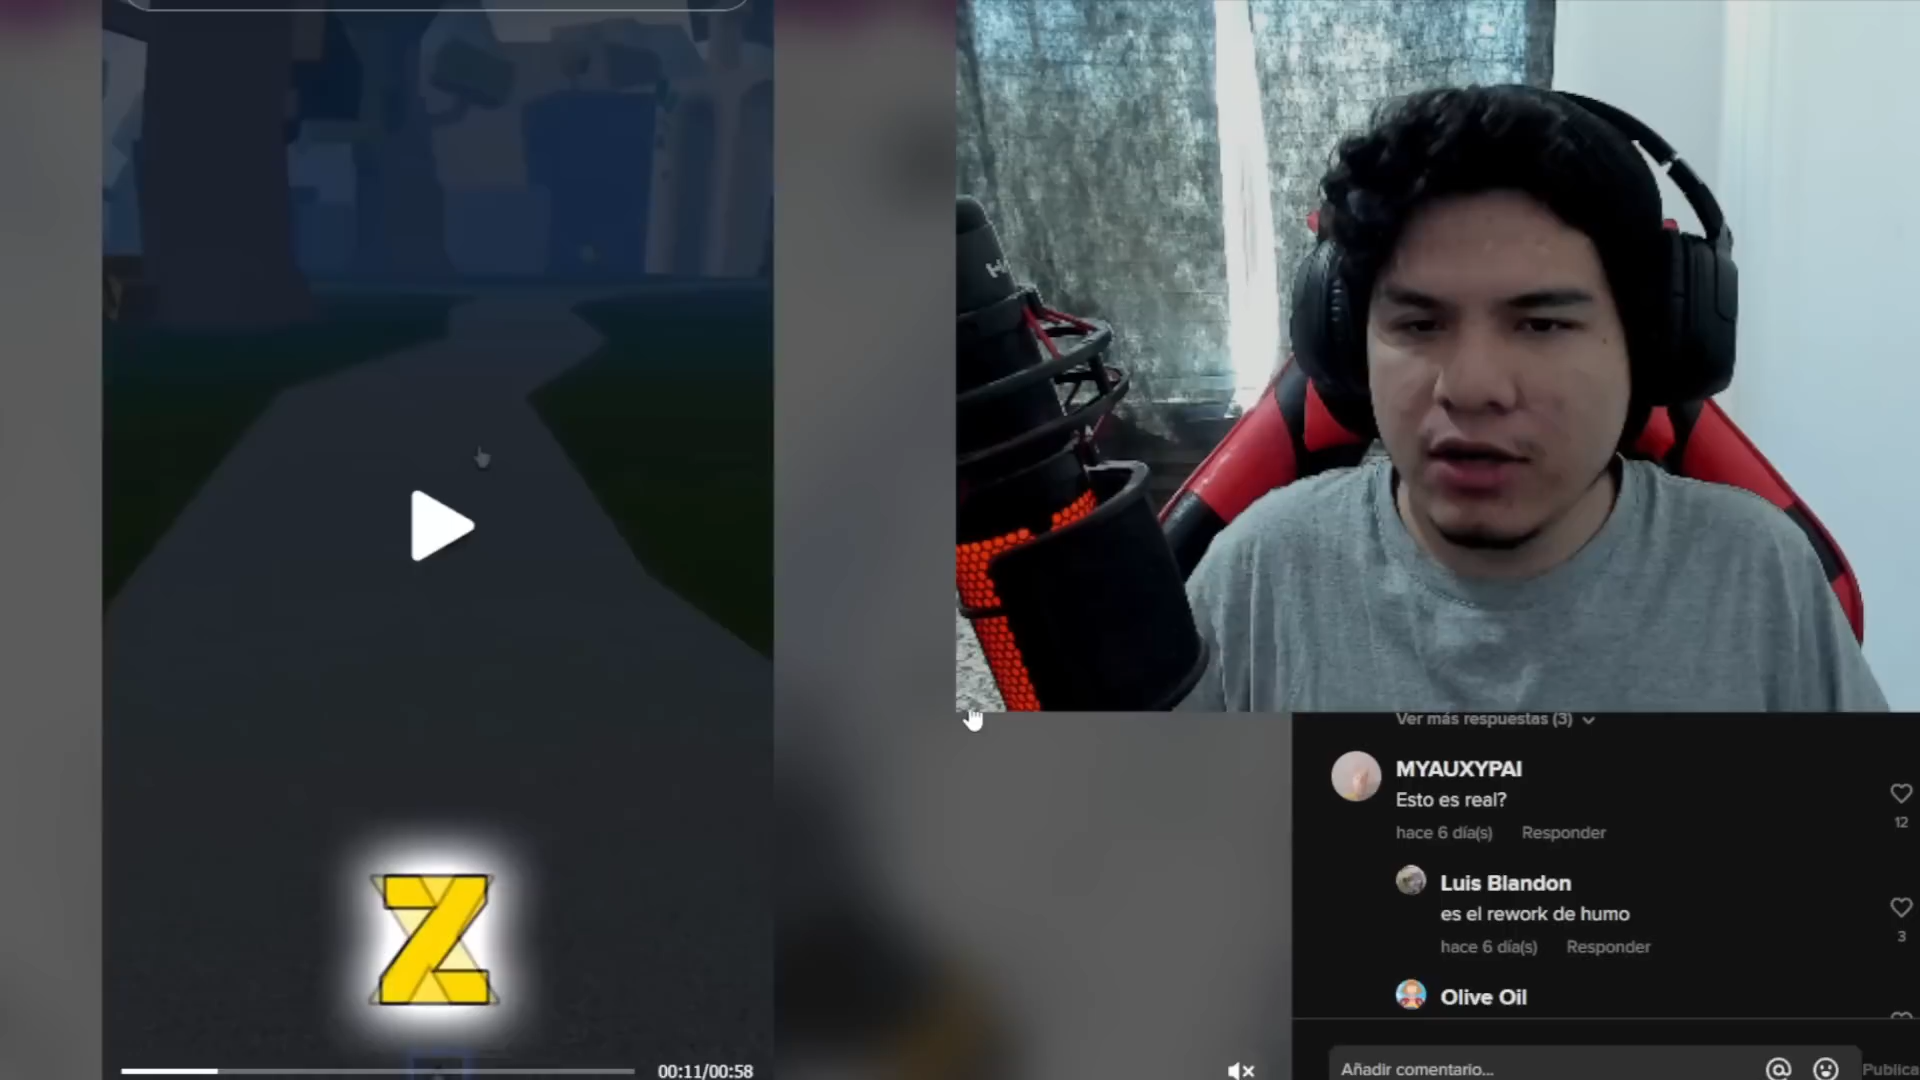 Ver más respuestas (3)
MYAUXYPAI
Esto es real?
hace 6 día(s) Responder
12
Luis Blandon
es el rework de humo
3
hace 6 día(s) Responder
Olive Oil
Z
00:11/00:58
Añadir comentario...
Publica